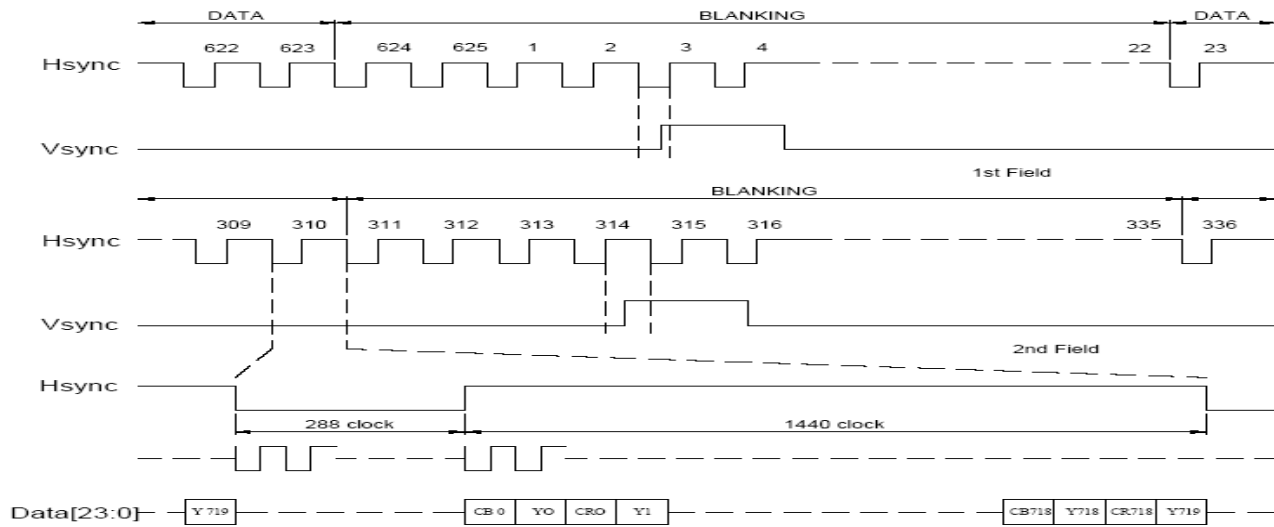 DATA BLANKING DATA
622 623 624 625 1 2 3 4 22 23
Hsync
Vsync
1st Field
BLANKING
309 310 311 312 313 314 315 316 335 336
Hsync
Vsync
2nd Field
Hsync
288 clock 1440 clock
Data[23:0] Y 719 CB 0 YO CRO Y1 CB718 Y718 CR718 Y719